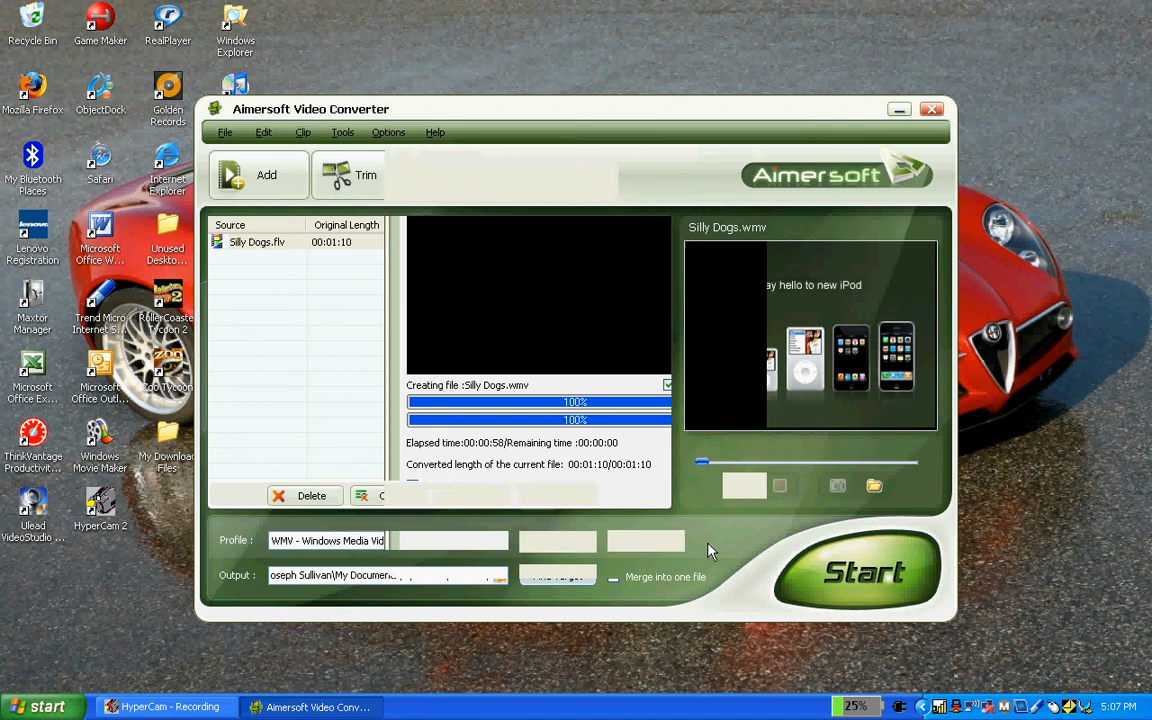 Recycle Bin
Game Maker
RealPlayer
Windows
Explorer
Mozilla Firefox
ObjectDock
Golden
Records
My Bluetooth
Places
Safari
Internet
Explorer
Lenovo
Registration
Microsoft
Office W...
Unused
Deskto...
Maxtor
Manager
Trend Micro
Internet S...
RollerCoaster
Tycoon 2
Microsoft
Office Ex...
Microsoft
Office Outl...
Zoo Tycoon
ThinkVantage
Productivit...
Windows
Movie Maker
My Download
Files
Ulead
VideoStudio ...
HyperCam 2
Aimersoft Video Converter
File Edit Clip Tools Options Help
Add Trim
Aimersoft
Source Original Length
Silly Dogs.flv 00:01:10
Creating file :Silly Dogs.wmv
100%
100%
Elapsed time:00:00:58/Remaining time :00:00:00
Converted length of the current file: 00:01:10/00:01:10
Silly Dogs.wmv
ay hello to new iPod
Delete
Profile : WMV - Windows Media Vid
Output : oseph Sullivan\My Documen
Merge into one file
Start
start HyperCam - Recording Aimersoft Video Conv... 25% 5:07 PM